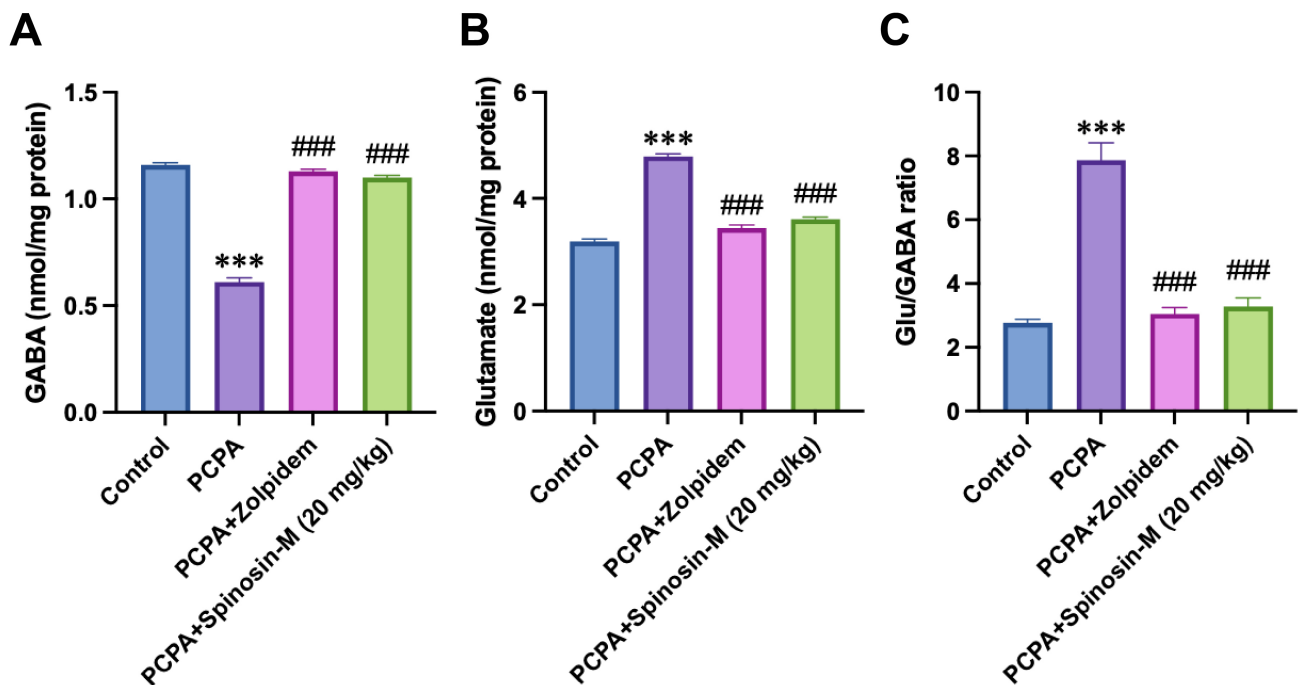 A
GABA (nmol/mg protein)
1.5
1.0
0.5
0.0
***
###
###
Control
PCPA
PCPA+Zolpidem
PCPA+Spinosin-M (20 mg/kg)
B
Glutamate (nmol/mg protein)
6
4
2
0
***
###
###
Control
PCPA
PCPA+Zolpidem
PCPA+Spinosin-M (20 mg/kg)
C
Glu/GABA ratio
10
8
6
4
2
0
***
###
###
Control
PCPA
PCPA+Zolpidem
PCPA+Spinosin-M (20 mg/kg)